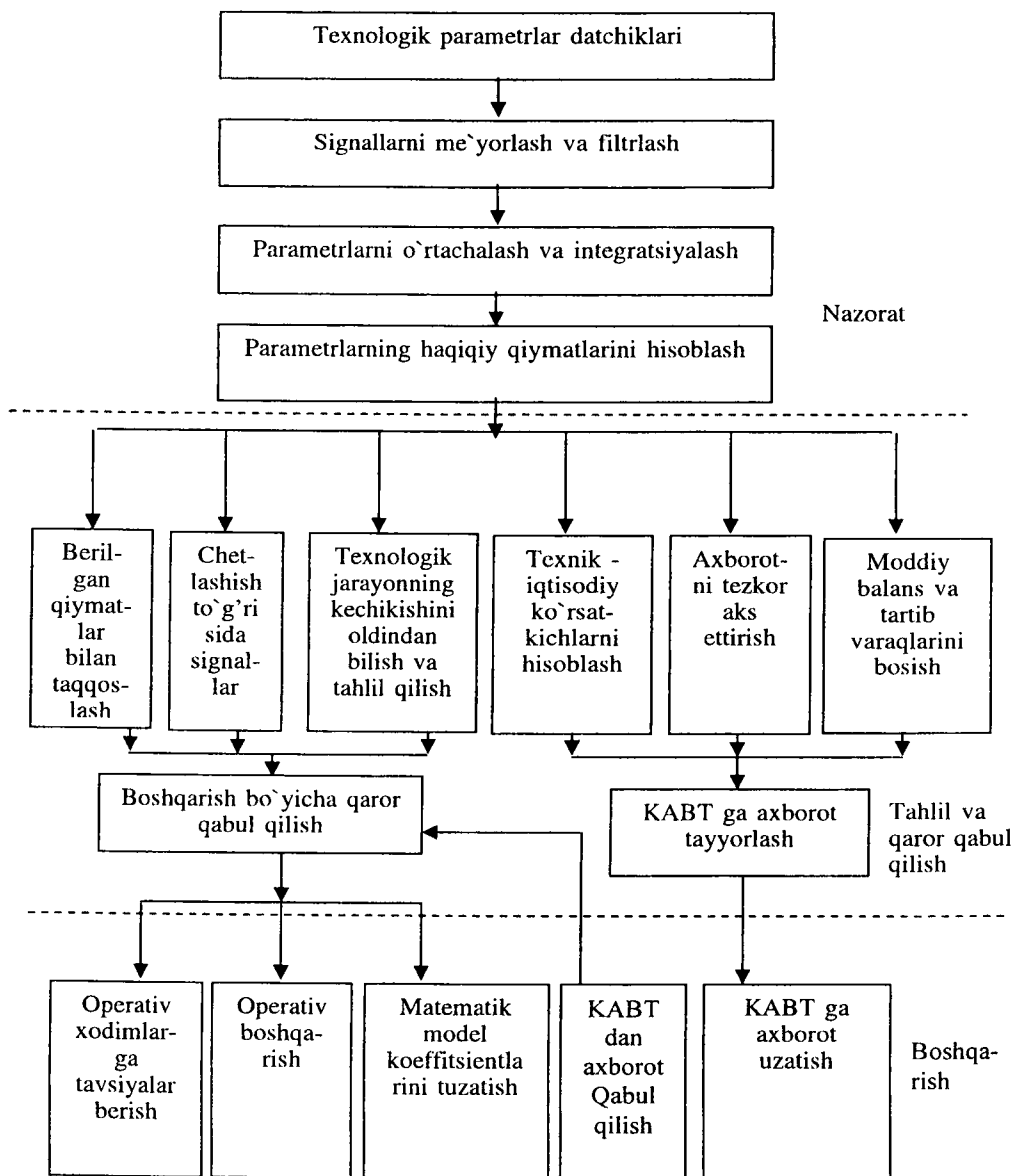 Texnologik parametrlar datchiklari
Signallarni me`yorlash va filtrlash
Parametrlarni o`rtachalash va integratsiyalash
Nazorat
Parametrlarning haqiqiy qiymatlarini hisoblash
Beril-
gan
qiymat-
lar
bilan
taqqos-
lash
Chet-
lashish
to`g'ri
sida
signal-
lar
Texnologik
jarayonning
kechikishini
oldindan
bilish va
tahlil qilish
Texnik -
iqtisodiy
ko`rsat-
kichlarni
hisoblash
Axborot-
ni tezkor
aks
ettirish
Moddiy
balans va
tartib
varaqlarini
bosish
Boshqarish bo`yicha qaror
qabul qilish
KABT ga axborot
tayyorlash
Tahlil va
qaror qabul
qilish
Operativ
xodimlar-
ga
tavsiyalar
berish
Operativ
boshqa-
rish
Matematik
model
koeffitsientla
rini tuzatish
KABT
dan
axborot
Qabul
qilish
KABT ga
axborot
uzatish
Boshqa-
rish